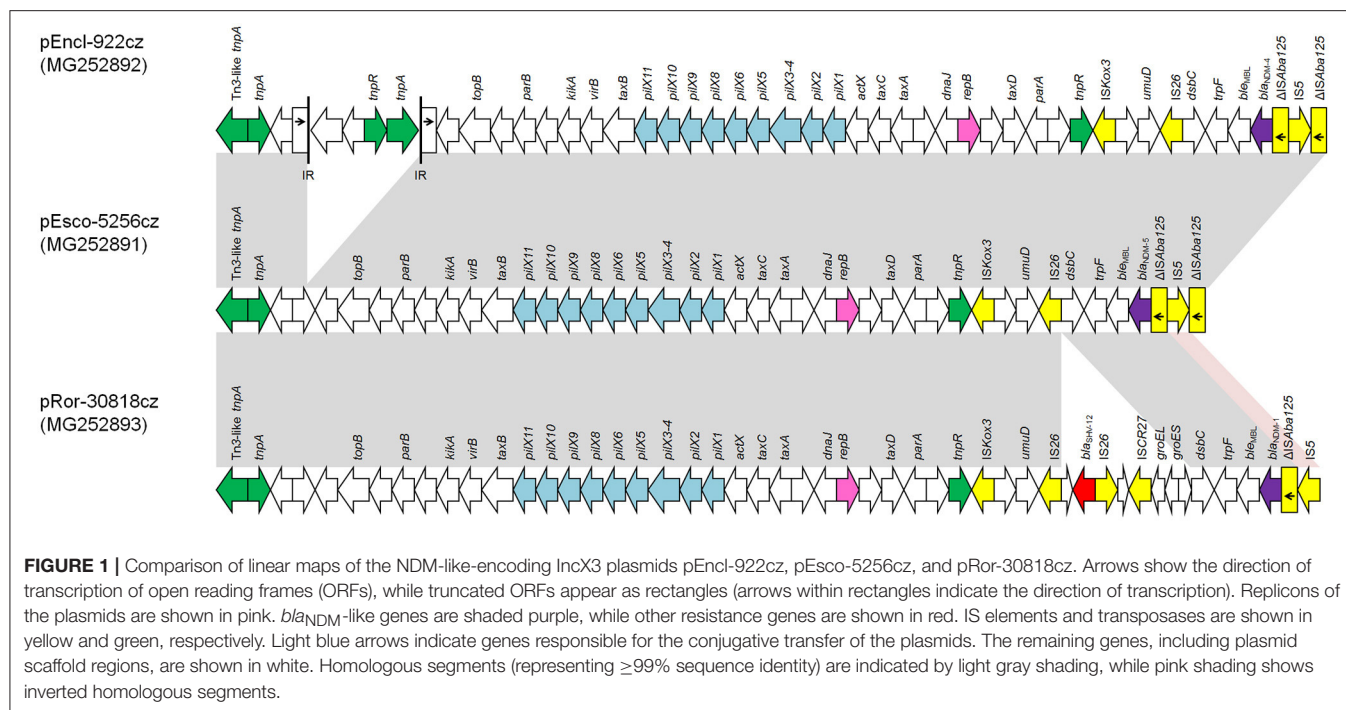 pEncl-922cz
(MG252892)
Tn3-like tnpA
tnpA
tnpR
tnpA
topB
parB
kikA
virB
taxB
pilX11
pilX10
pilX9
pilX8
pilX6
pilX5
pilX3-4
pilX2
pilX1
actX
taxC
taxA
dnaJ
repB
taxD
parA
tnpR
ISKox3
umuD
IS26
dsbC
trpF
bleMBL
blaNDM-4
ΔISAba125
IS5
ΔISAba125
IR
IR
pEsco-5256cz
(MG252891)
Tn3-like tnpA
tnpA
topB
parB
kikA
virB
taxB
pilX11
pilX10
pilX9
pilX8
pilX6
pilX5
pilX3-4
pilX2
pilX1
actX
taxC
taxA
dnaJ
repB
taxD
parA
tnpR
ISKox3
umuD
IS26
dsbC
trpF
bleMBL
blaNDM-5
ΔISAba125
IS5
ΔISAba125
pRor-30818cz
(MG252893)
Tn3-like tnpA
tnpA
topB
parB
kikA
virB
taxB
pilX11
pilX10
pilX9
pilX8
pilX6
pilX5
pilX3-4
pilX2
pilX1
actX
taxC
taxA
dnaJ
repB
taxD
parA
tnpR
ISKox3
umuD
IS26
blaSHV-12
IS26
ISCR27
groEL
groES
dsbC
trpF
bleMBL
blaNDM-1
ΔISAba125
IS5
FIGURE 1 | Comparison of linear maps of the NDM-like-encoding IncX3 plasmids pEncl-922cz, pEsco-5256cz, and pRor-30818cz. Arrows show the direction of
transcription of open reading frames (ORFs), while truncated ORFs appear as rectangles (arrows within rectangles indicate the direction of transcription). Replicons of
the plasmids are shown in pink. blaNDM-like genes are shaded purple, while other resistance genes are shown in red. IS elements and transposases are shown in
yellow and green, respectively. Light blue arrows indicate genes responsible for the conjugative transfer of the plasmids. The remaining genes, including plasmid
scaffold regions, are shown in white. Homologous segments (representing ≥99% sequence identity) are indicated by light gray shading, while pink shading shows
inverted homologous segments.